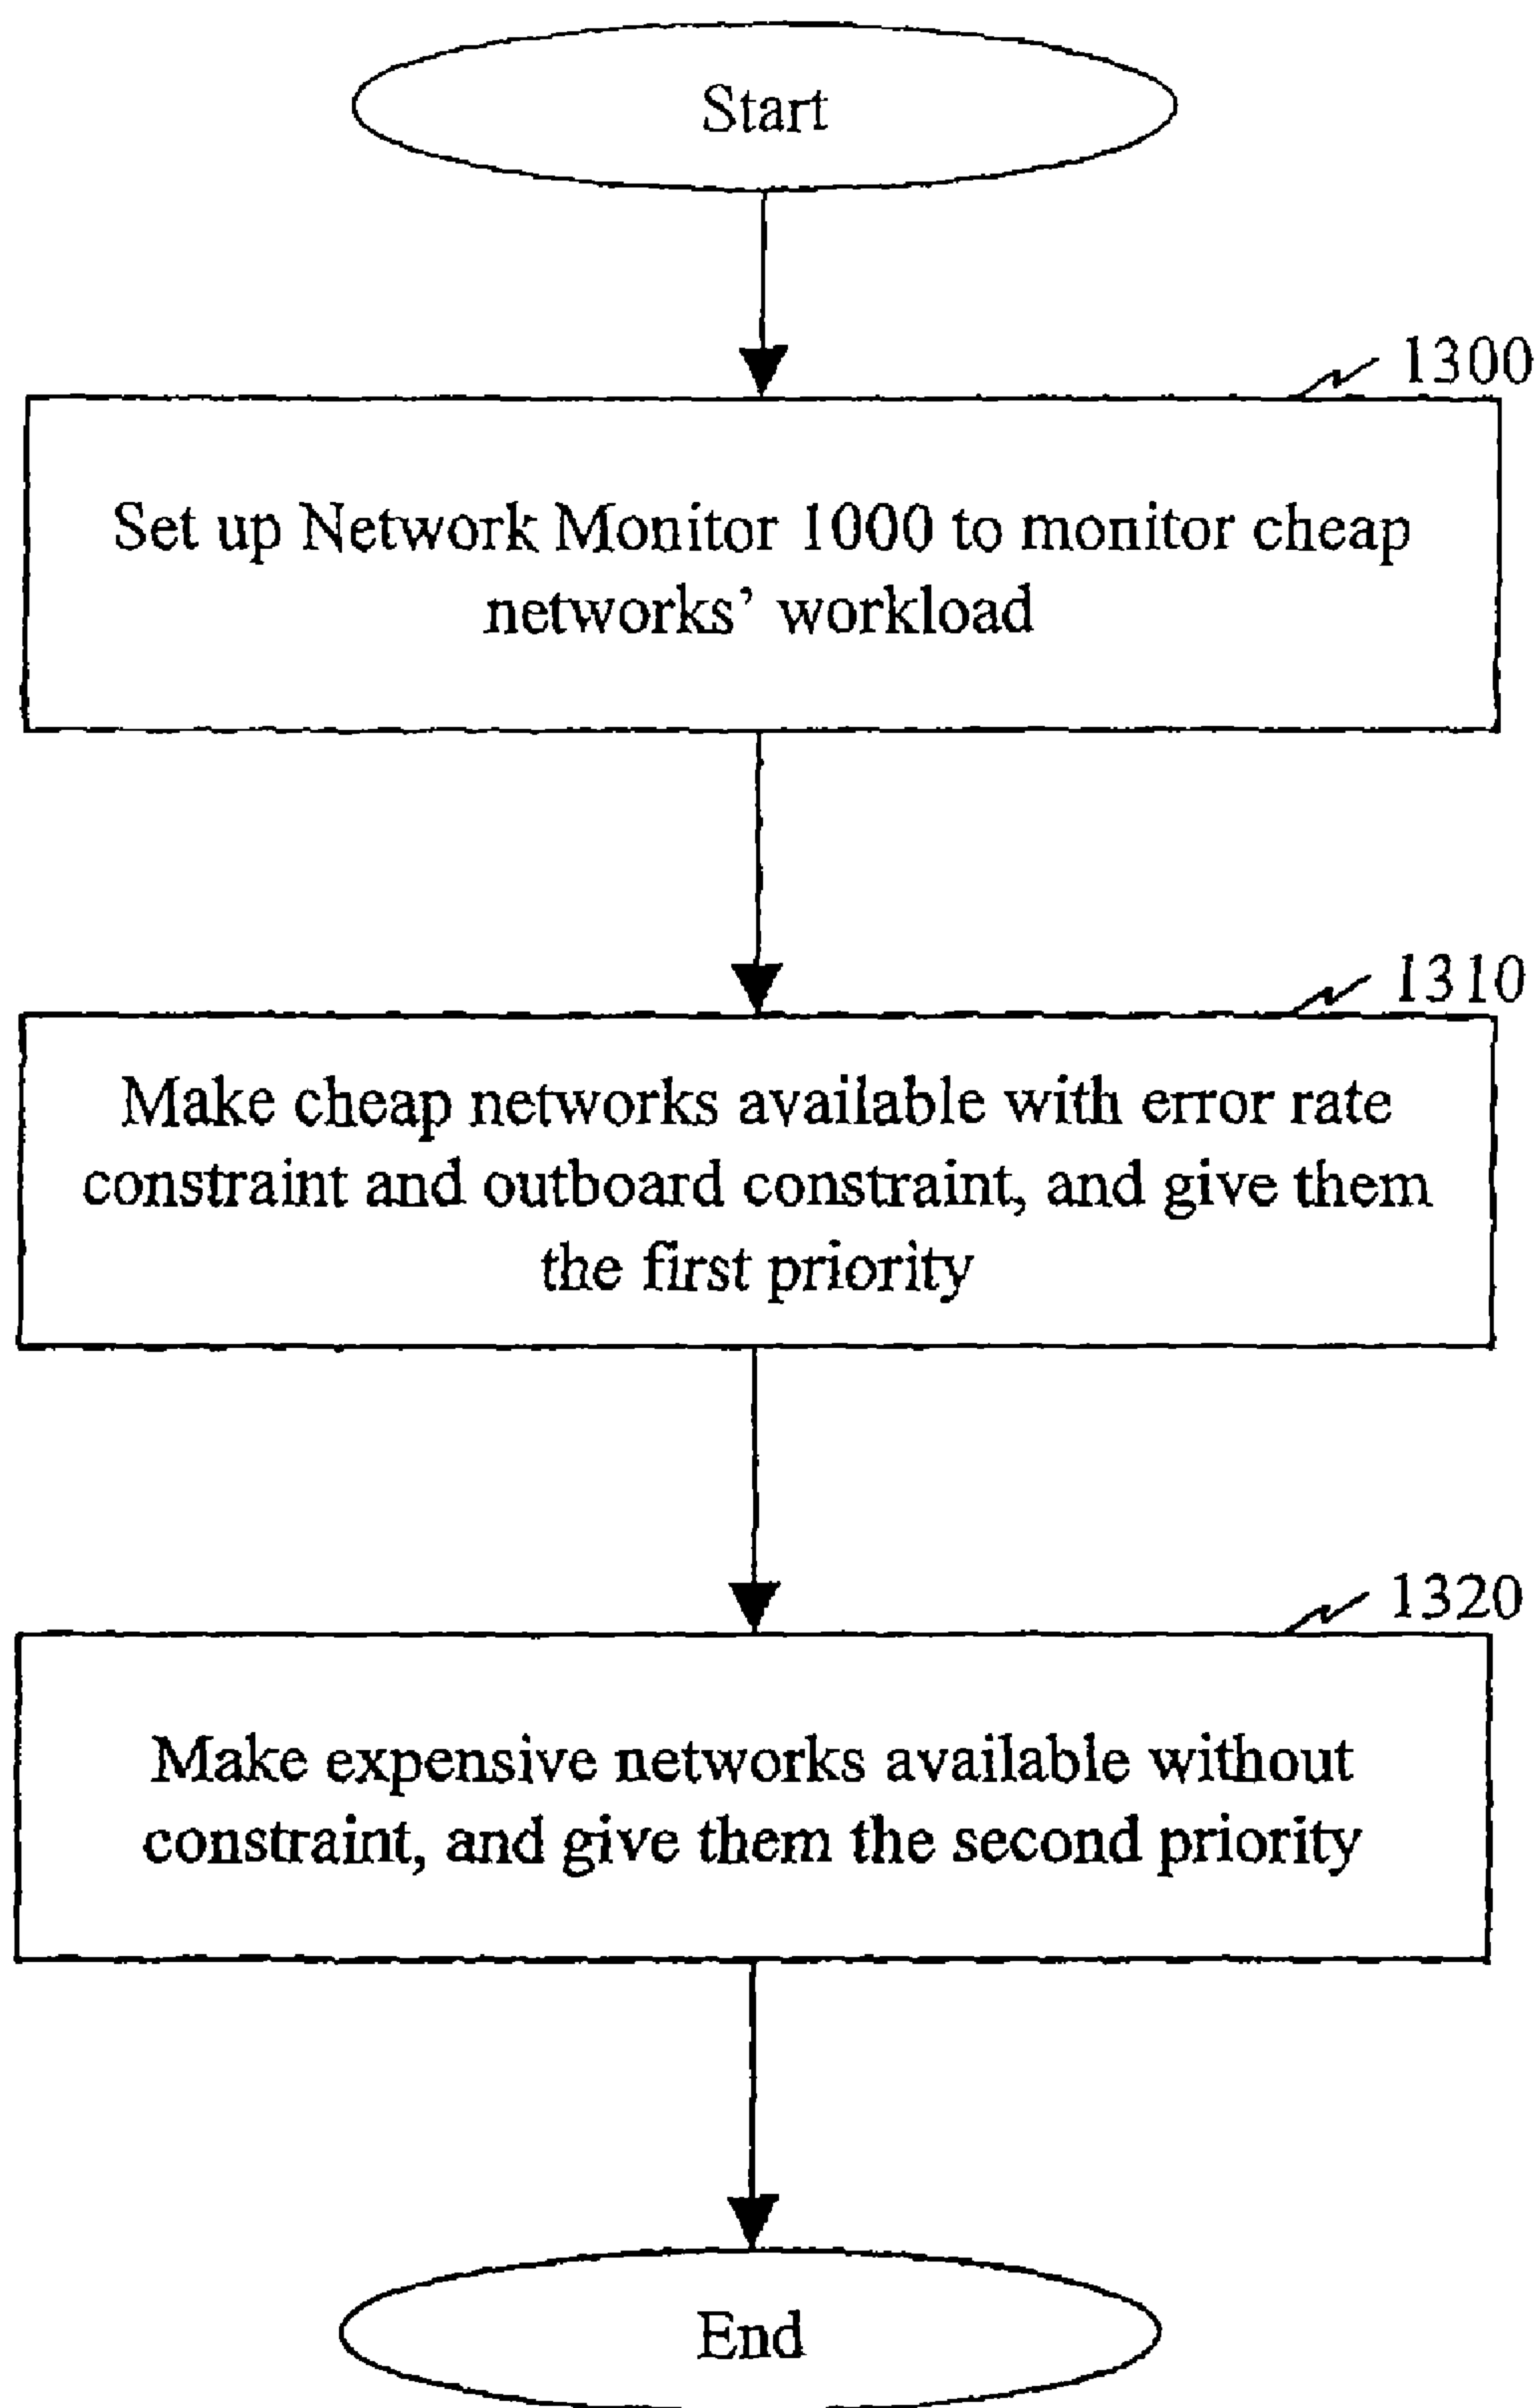 Start
1300
Set up Network Monitor 1000 to monitor cheap
networks’ workload
1310
Make cheap networks available with error rate
constraint and outboard constraint, and give them
the first priority
1320
Make expensive networks available without
constraint, and give them the second priority
End